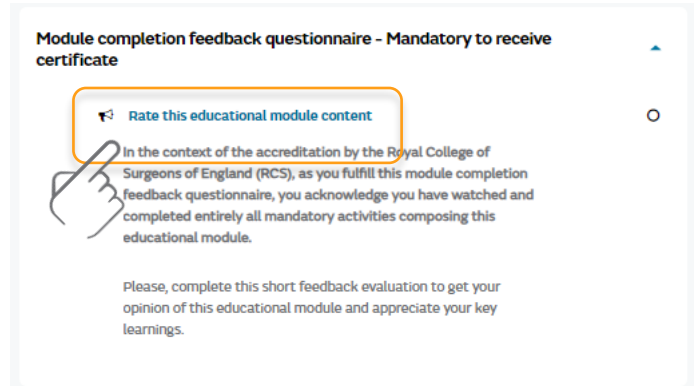 Module completion feedback questionnaire – Mandatory to receive
certificate
Rate this educational module content
In the context of the accreditation by the Royal College of
Surgeons of England (RCS), as you fulfill this module completion
feedback questionnaire, you acknowledge you have watched and
completed entirely all mandatory activities composing this
educational module.
Please, complete this short feedback evaluation to get your
opinion of this educational module and appreciate your key
learnings.